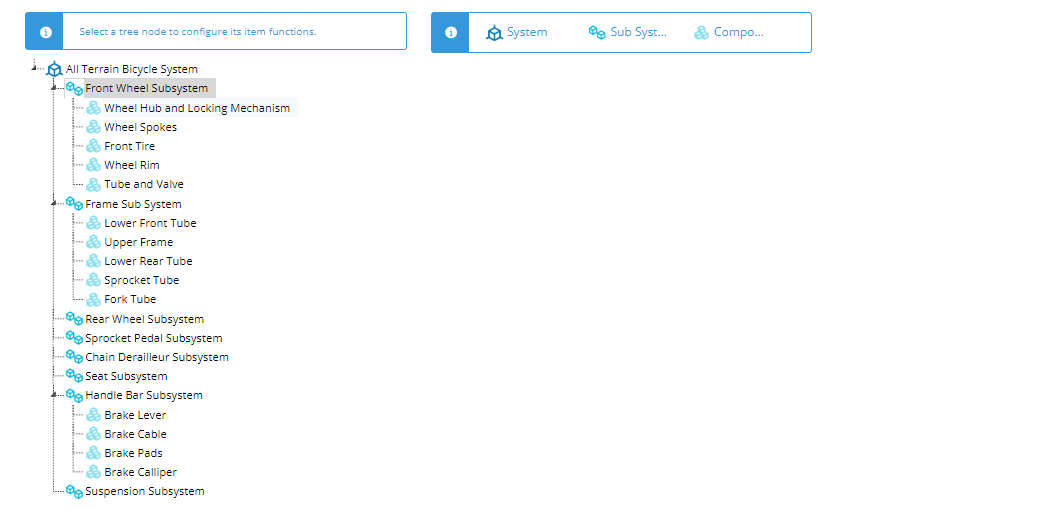 Select a tree node to configure its item functions.
System Sub Syst... Compo...
All Terrain Bicycle System
Front Wheel Subsystem
Wheel Hub and Locking Mechanism
Wheel Spokes
Front Tire
Wheel Rim
Tube and Valve
Frame Sub System
Lower Front Tube
Upper Frame
Lower Rear Tube
Sprocket Tube
Fork Tube
Rear Wheel Subsystem
Sprocket Pedal Subsystem
Chain Derailleur Subsystem
Seat Subsystem
Handle Bar Subsystem
Brake Lever
Brake Cable
Brake Pads
Brake Calliper
Suspension Subsystem